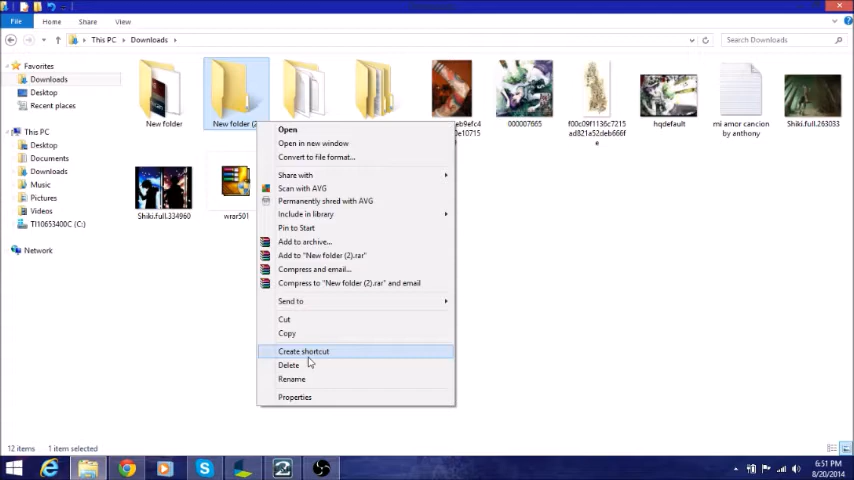 File Home Share View
This PC Downloads Search Downloads
Favorites
Downloads
Desktop
Recent places
This PC
Desktop
Documents
Downloads
Music
Pictures
Videos
TI10653400C (C:)
Network
New folder
New folder (2
deb9efc4
e10715
000007665
f00c09f1136c7215
ad821a52deb666f
e
hqdefault
mi amor cancion
by anthony
Shiki.full.263033
Shiki.full.334960
wrar501
Open
Open in new window
Convert to file format...
Share with
Scan with AVG
Permanently shred with AVG
Include in library
Pin to Start
Add to archive...
Add to "New folder (2).rar"
Compress and email...
Compress to "New folder (2).rar" and email
Send to
Cut
Copy
Create shortcut
Delete
Rename
Properties
12 items 1 item selected
6:51 PM
8/20/2014